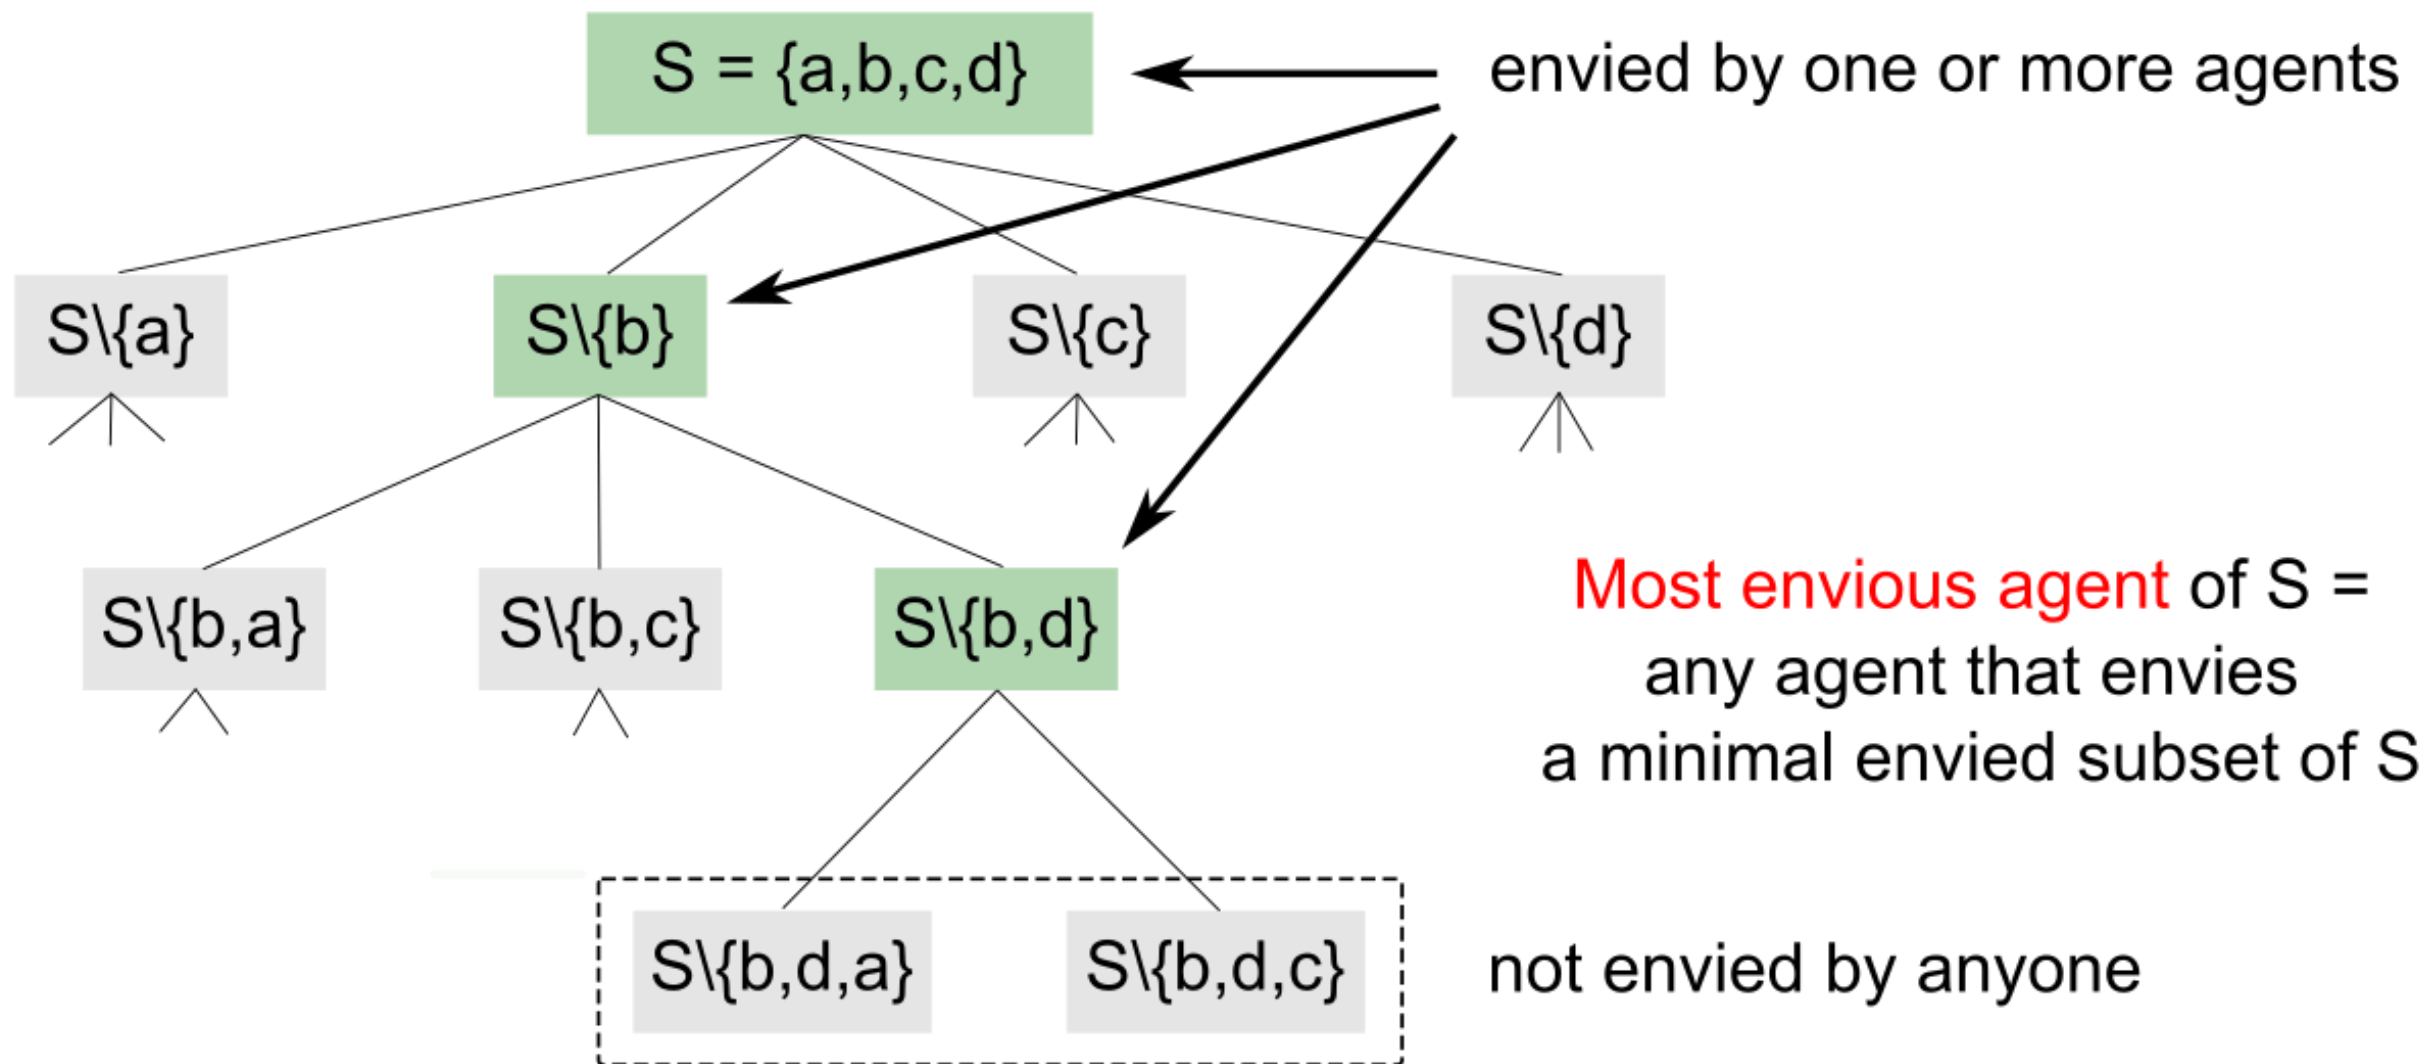 S = {a,b,c,d}
envied by one or more agents
S\{a}
S\{b}
S\{c}
S\{d}
S\{b,a}
S\{b,c}
S\{b,d}
Most envious agent of S =
any agent that envies
a minimal envied subset of S
S\{b,d,a}
S\{b,d,c}
not envied by anyone